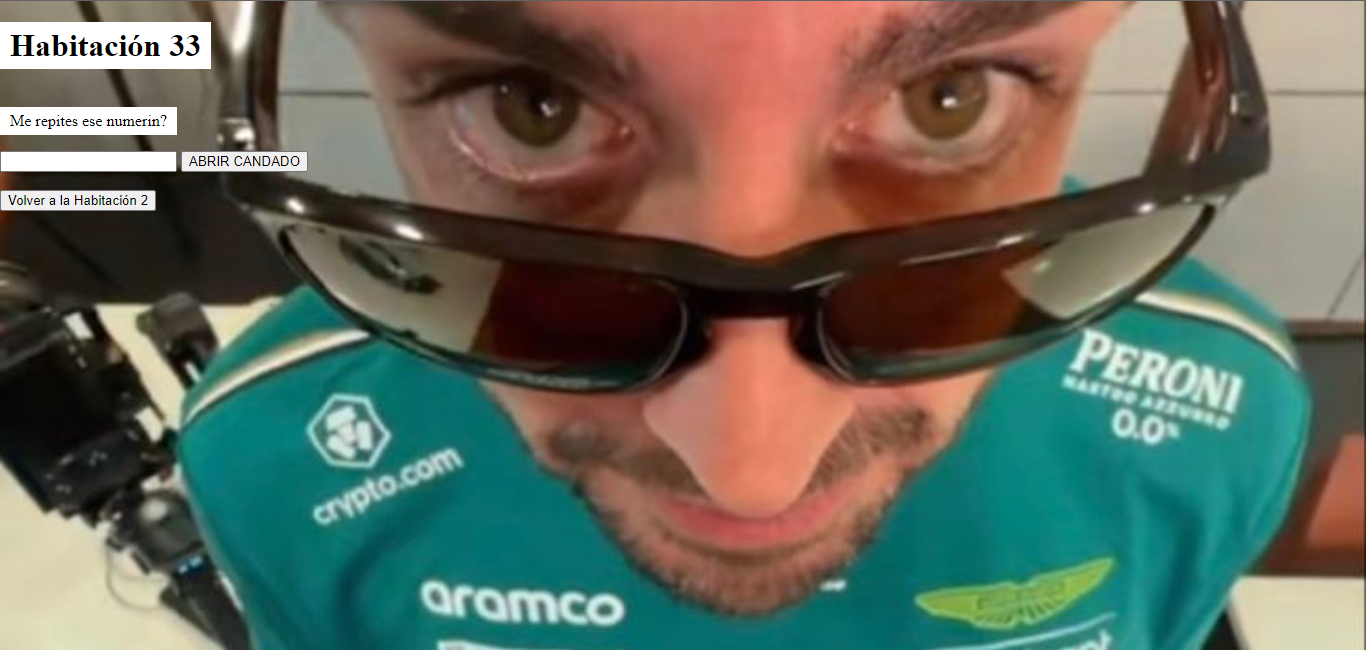 Habitación 33
Me repites ese numerin?
ABRIR CANDADO
Volver a la Habitación 2
PERONI
NASTRO AZZURRO
0.0%
crypto.com
aramco